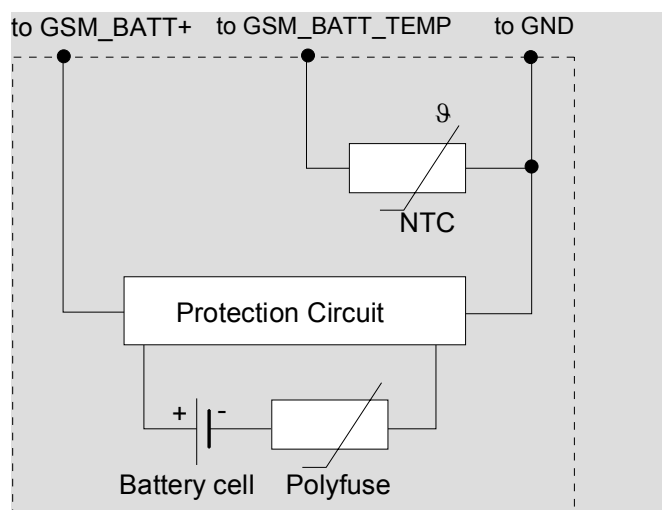 to GSM_BATT+ to GSM_BATT_TEMP to GND
ϑ
NTC
Protection Circuit
+ -
Battery cell Polyfuse